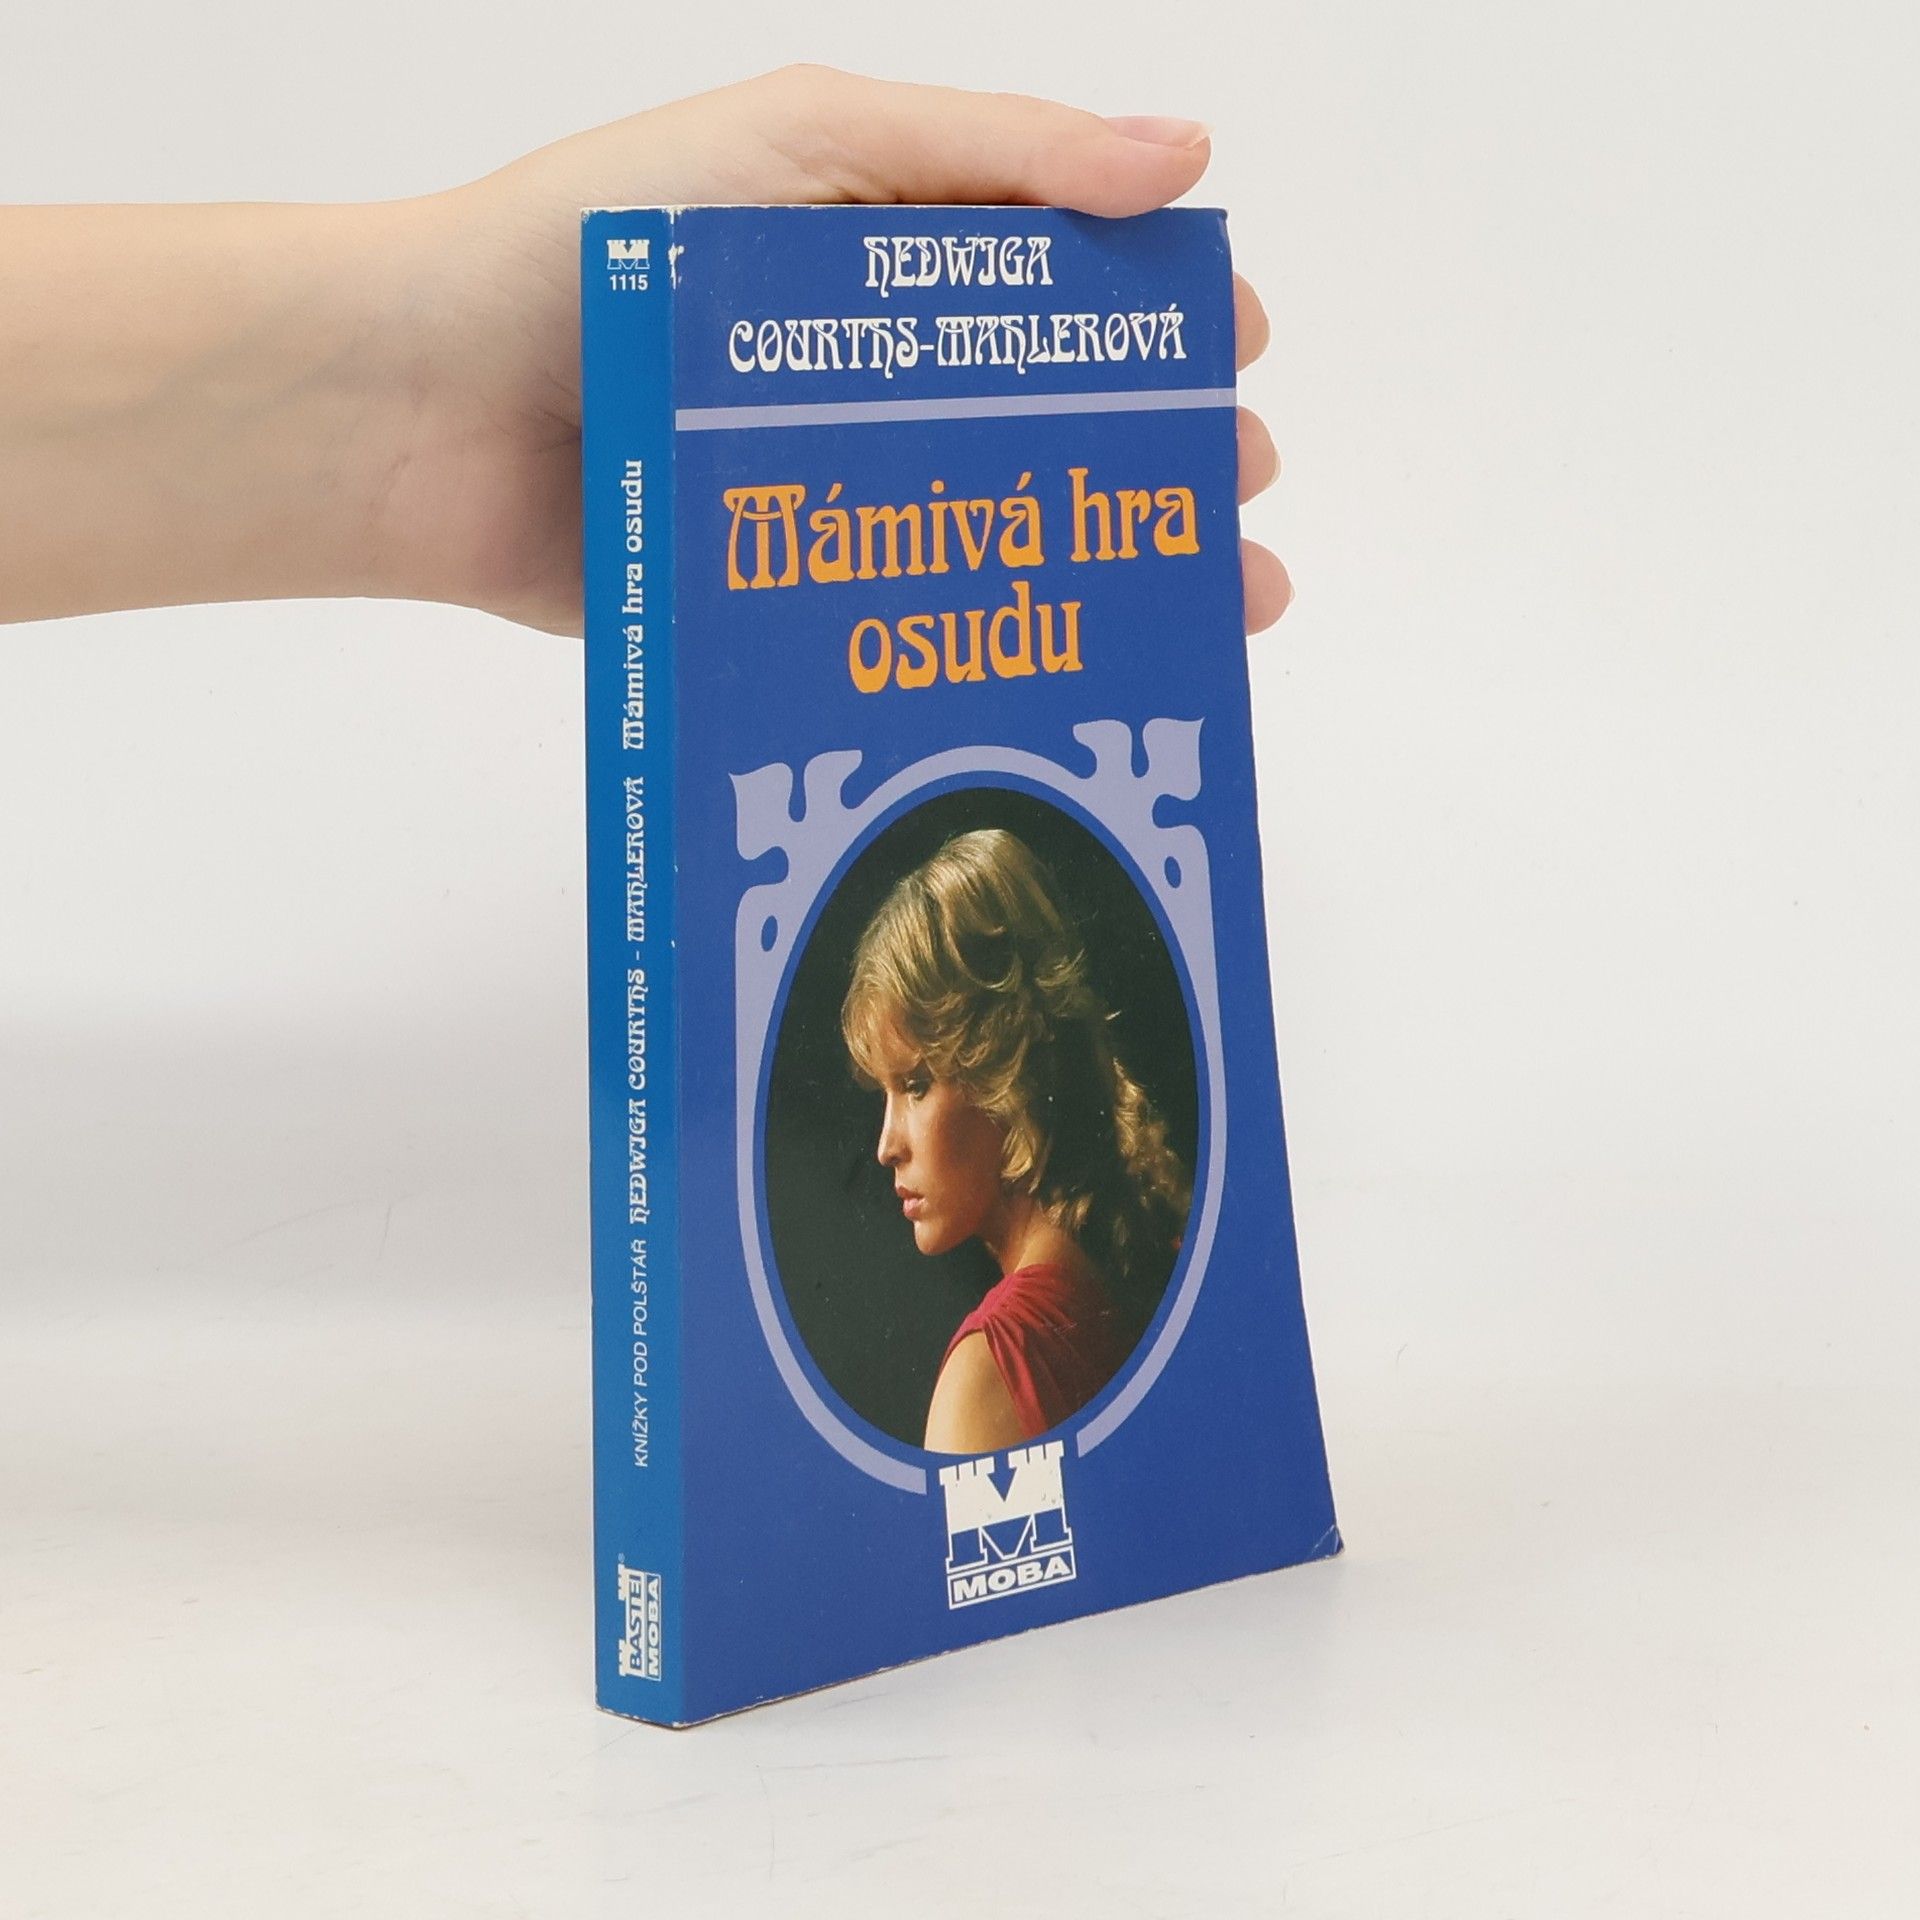 HEDWIGA
COURTHS-MAHLEROVÁ
Mámivá hra
osudu
MOBA
1115
KNÍŽKY POD POLŠTÁŘ HEDWIGA COURTHS - MAHLEROVÁ Mámivá hra osudu
BASTEI
MOBA